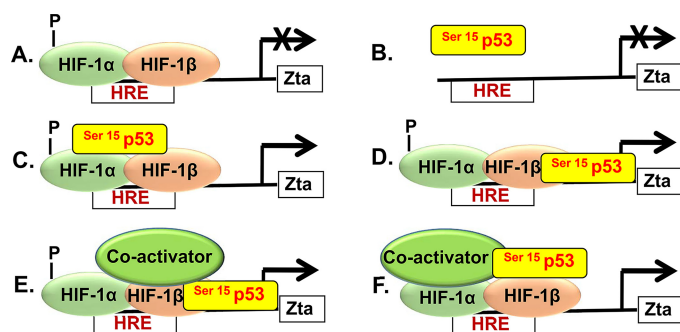 P
A. HIF-1α HIF-1β X Zta
HRE
B. Ser 15 p53 X Zta
HRE
P
C. Ser 15 p53
HIF-1α HIF-1β Zta
HRE
P
D. HIF-1α HIF-1β Ser 15 p53 Zta
HRE
P
Co-activator
E. HIF-1α HIF-1β Ser 15 p53 Zta
HRE
Co-activator Ser 15 p53
F. HIF-1α HIF-1β Zta
HRE